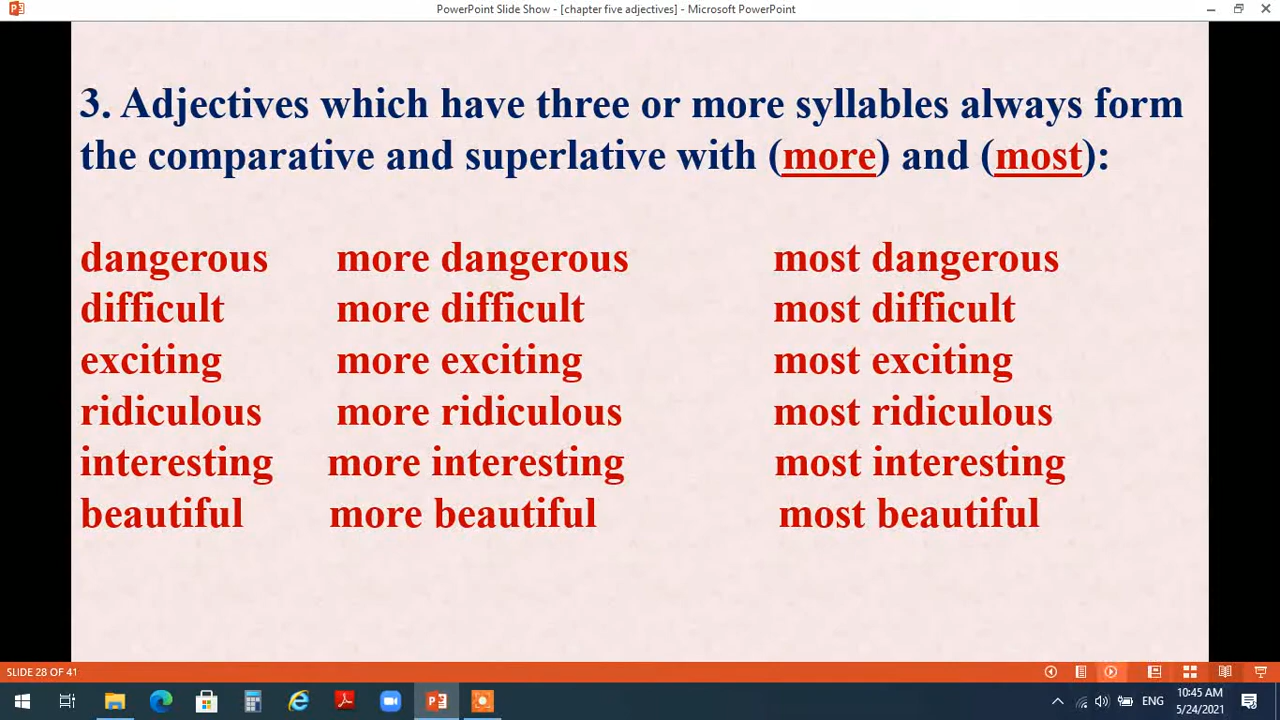 PowerPoint Slide Show - [chapter five adjectives] - Microsoft PowerPoint
3. Adjectives which have three or more syllables always form
the comparative and superlative with (more) and (most):
dangerous more dangerous most dangerous
difficult more difficult most difficult
exciting more exciting most exciting
ridiculous more ridiculous most ridiculous
interesting more interesting most interesting
beautiful more beautiful most beautiful
SLIDE 28 OF 41
ENG
10:45 AM
5/24/2021